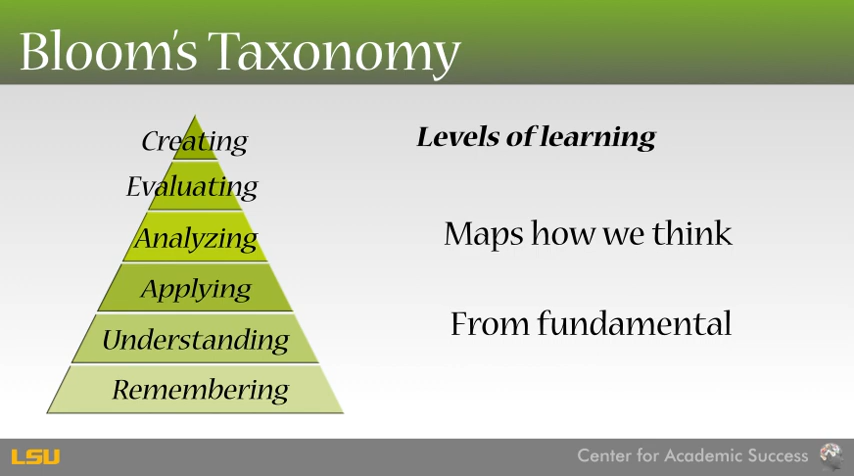 Bloom's Taxonomy
Creating
Evaluating
Analyzing
Applying
Understanding
Remembering
Levels of learning
Maps how we think
From fundamental
LSU
Center for Academic Success